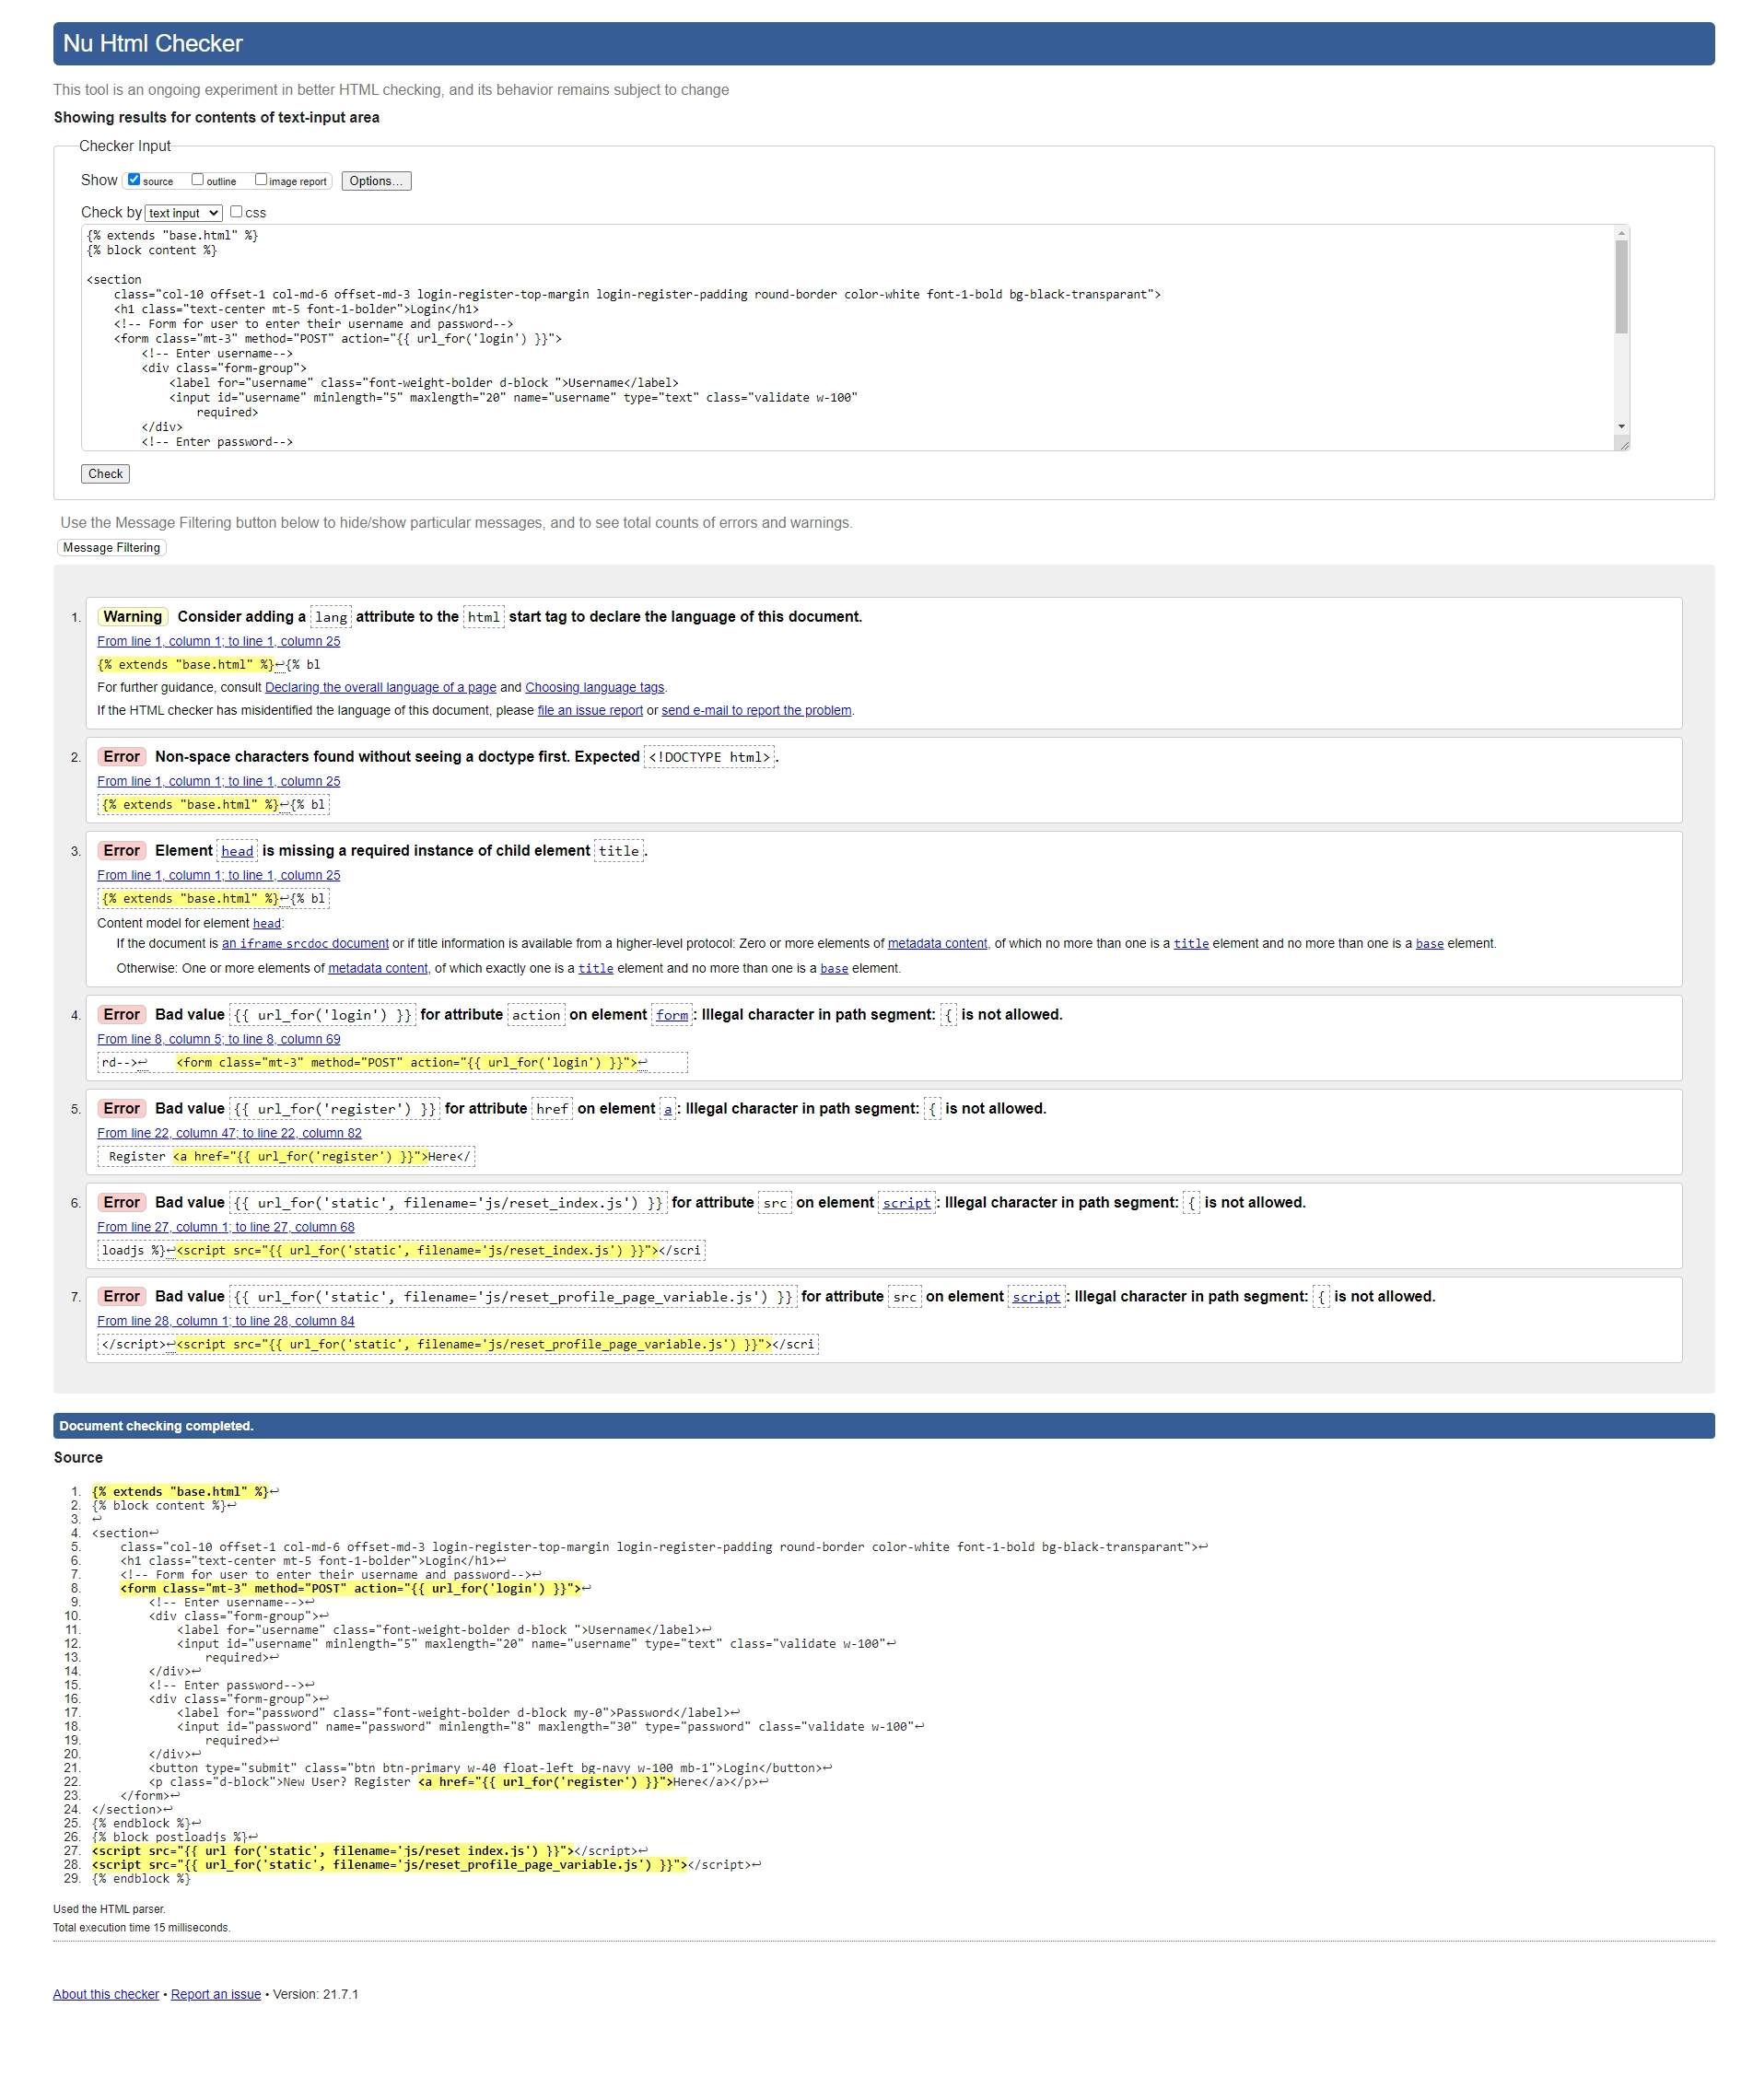 Nu Html Checker
This tool is an ongoing experiment in better HTML checking, and its behavior remains subject to change
Showing results for contents of text-input area
Checker Input
Show source outline image report Options...
Check by text input css
{% extends "base.html" %}
{% block content %}
<section
class="col-10 offset-1 col-md-6 offset-md-3 login-register-top-margin login-register-padding round-border color-white font-1-bold bg-black-transparant">
<h1 class="text-center mt-5 font-1-bolder">Login</h1>
<!-- Form for user to enter their username and password-->
<form class="mt-3" method="POST" action="{{ url_for('login') }}">
<!-- Enter username-->
<div class="form-group">
<label for="username" class="font-weight-bolder d-block ">Username</label>
<input id="username" minlength="5" maxlength="20" name="username" type="text" class="validate w-100"
required>
</div>
<!-- Enter password-->
Check
Use the Message Filtering button below to hide/show particular messages, and to see total counts of errors and warnings.
Message Filtering
1. Warning Consider adding a lang attribute to the html start tag to declare the language of this document.
From line 1, column 1; to line 1, column 25
{% extends "base.html" %}↩{% bl
For further guidance, consult Declaring the overall language of a page and Choosing language tags.
If the HTML checker has misidentified the language of this document, please file an issue report or send e-mail to report the problem.
2. Error Non-space characters found without seeing a doctype first. Expected <!DOCTYPE html>.
From line 1, column 1; to line 1, column 25
{% extends "base.html" %}↩{% bl
3. Error Element head is missing a required instance of child element title.
From line 1, column 1; to line 1, column 25
{% extends "base.html" %}↩{% bl
Content model for element head:
If the document is an iframe srcdoc document or if title information is available from a higher-level protocol: Zero or more elements of metadata content, of which no more than one is a title element and no more than one is a base element.
Otherwise: One or more elements of metadata content, of which exactly one is a title element and no more than one is a base element.
4. Error Bad value {{ url_for('login') }} for attribute action on element form: Illegal character in path segment: { is not allowed.
From line 8, column 5; to line 8, column 69
rd-->↩ <form class="mt-3" method="POST" action="{{ url_for('login') }}">↩
5. Error Bad value {{ url_for('register') }} for attribute href on element a: Illegal character in path segment: { is not allowed.
From line 22, column 47; to line 22, column 82
Register <a href="{{ url_for('register') }}">Here</
6. Error Bad value {{ url_for('static', filename='js/reset_index.js') }} for attribute src on element script: Illegal character in path segment: { is not allowed.
From line 27, column 1; to line 27, column 68
loadjs %}↩<script src="{{ url_for('static', filename='js/reset_index.js') }}"></scri
7. Error Bad value {{ url_for('static', filename='js/reset_profile_page_variable.js') }} for attribute src on element script: Illegal character in path segment: { is not allowed.
From line 28, column 1; to line 28, column 84
</script>↩<script src="{{ url_for('static', filename='js/reset_profile_page_variable.js') }}"></scri
Document checking completed.
Source
1. {% extends "base.html" %}↩
2. {% block content %}↩
3. ↩
4. <section↩
5. class="col-10 offset-1 col-md-6 offset-md-3 login-register-top-margin login-register-padding round-border color-white font-1-bold bg-black-transparant">↩
6. <h1 class="text-center mt-5 font-1-bolder">Login</h1>↩
7. <!-- Form for user to enter their username and password-->↩
8. <form class="mt-3" method="POST" action="{{ url_for('login') }}">↩
9. <!-- Enter username-->↩
10. <div class="form-group">↩
11. <label for="username" class="font-weight-bolder d-block ">Username</label>↩
12. <input id="username" minlength="5" maxlength="20" name="username" type="text" class="validate w-100"↩
13. required>↩
14. </div>↩
15. <!-- Enter password-->↩
16. <div class="form-group">↩
17. <label for="password" class="font-weight-bolder d-block my-0">Password</label>↩
18. <input id="password" name="password" minlength="8" maxlength="30" type="password" class="validate w-100"↩
19. required>↩
20. </div>↩
21. <button type="submit" class="btn btn-primary w-40 float-left bg-navy w-100 mb-1">Login</button>↩
22. <p class="d-block">New User? Register <a href="{{ url_for('register') }}">Here</a></p>↩
23. </form>↩
24. </section>↩
25. {% endblock %}↩
26. {% block postloadjs %}↩
27. <script src="{{ url_for('static', filename='js/reset_index.js') }}"></script>↩
28. <script src="{{ url_for('static', filename='js/reset_profile_page_variable.js') }}"></script>↩
29. {% endblock %}
Used the HTML parser.
Total execution time 15 milliseconds.
About this checker • Report an issue • Version: 21.7.1